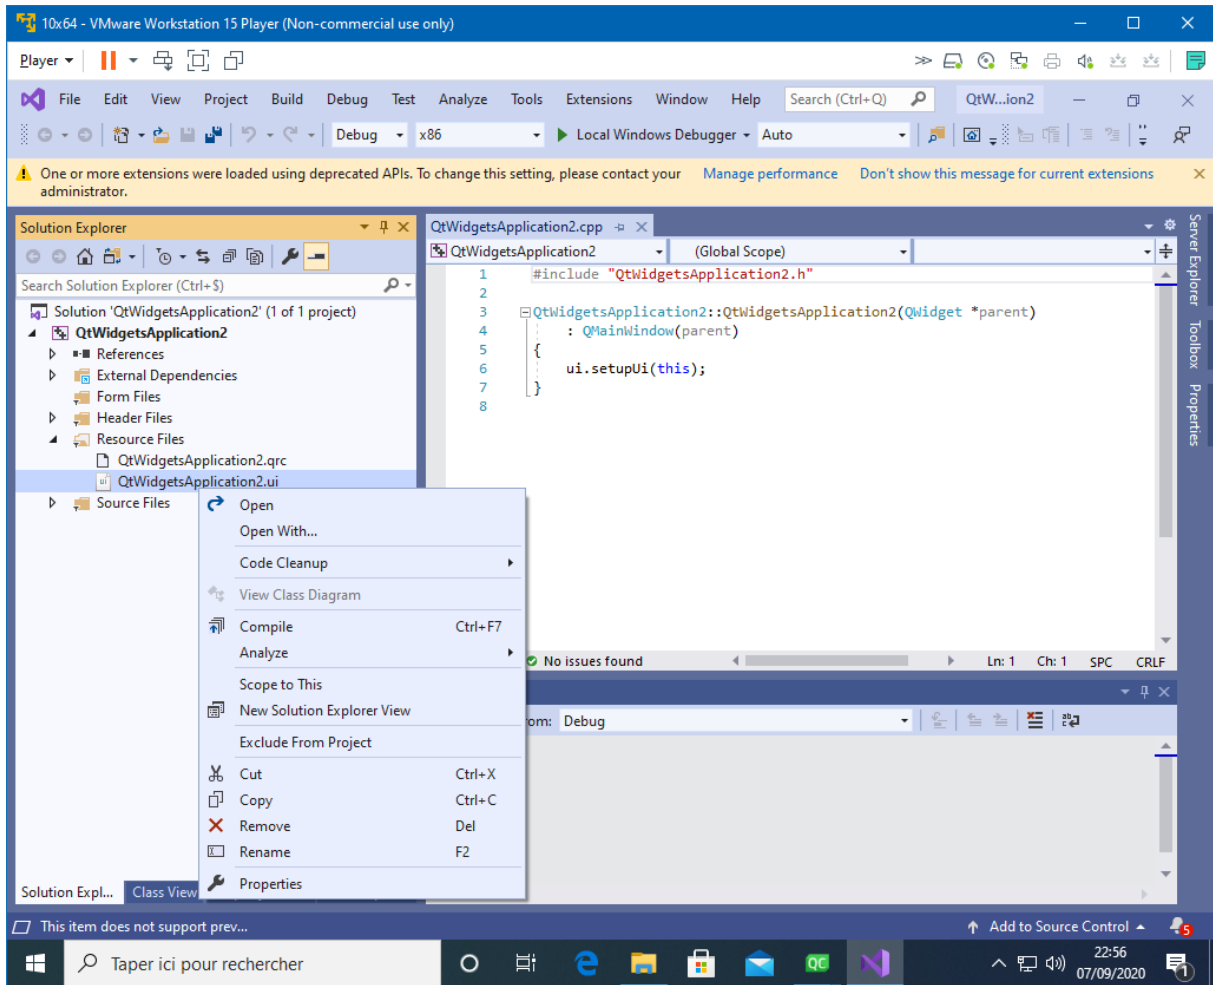 10x64 - VMware Workstation 15 Player (Non-commercial use only)
Player
File Edit View Project Build Debug Test Analyze Tools Extensions Window Help Search (Ctrl+Q) QtW...ion2
Debug x86 Local Windows Debugger Auto
One or more extensions were loaded using deprecated APIs. To change this setting, please contact your administrator. Manage performance Don't show this message for current extensions
Solution Explorer
Search Solution Explorer (Ctrl+$)
Solution 'QtWidgetsApplication2' (1 of 1 project)
QtWidgetsApplication2
References
External Dependencies
Form Files
Header Files
Resource Files
QtWidgetsApplication2.qrc
QtWidgetsApplication2.ui
Source Files
Open
Open With...
Code Cleanup
View Class Diagram
Compile Ctrl+F7
Analyze
Scope to This
New Solution Explorer View
Exclude From Project
Cut Ctrl+X
Copy Ctrl+C
Remove Del
Rename F2
Properties
Solution Expl... Class View
QtWidgetsApplication2.cpp
QtWidgetsApplication2 (Global Scope)
1 #include "QtWidgetsApplication2.h"
2
3 QtWidgetsApplication2::QtWidgetsApplication2(QWidget *parent)
4 : QMainWindow(parent)
5 {
6 ui.setupUi(this);
7 }
8
No issues found Ln: 1 Ch: 1 SPC CRLF
om: Debug
Server Explorer
Toolbox
Properties
This item does not support prev... Add to Source Control 5
Taper ici pour rechercher QC 22:56
07/09/2020 1